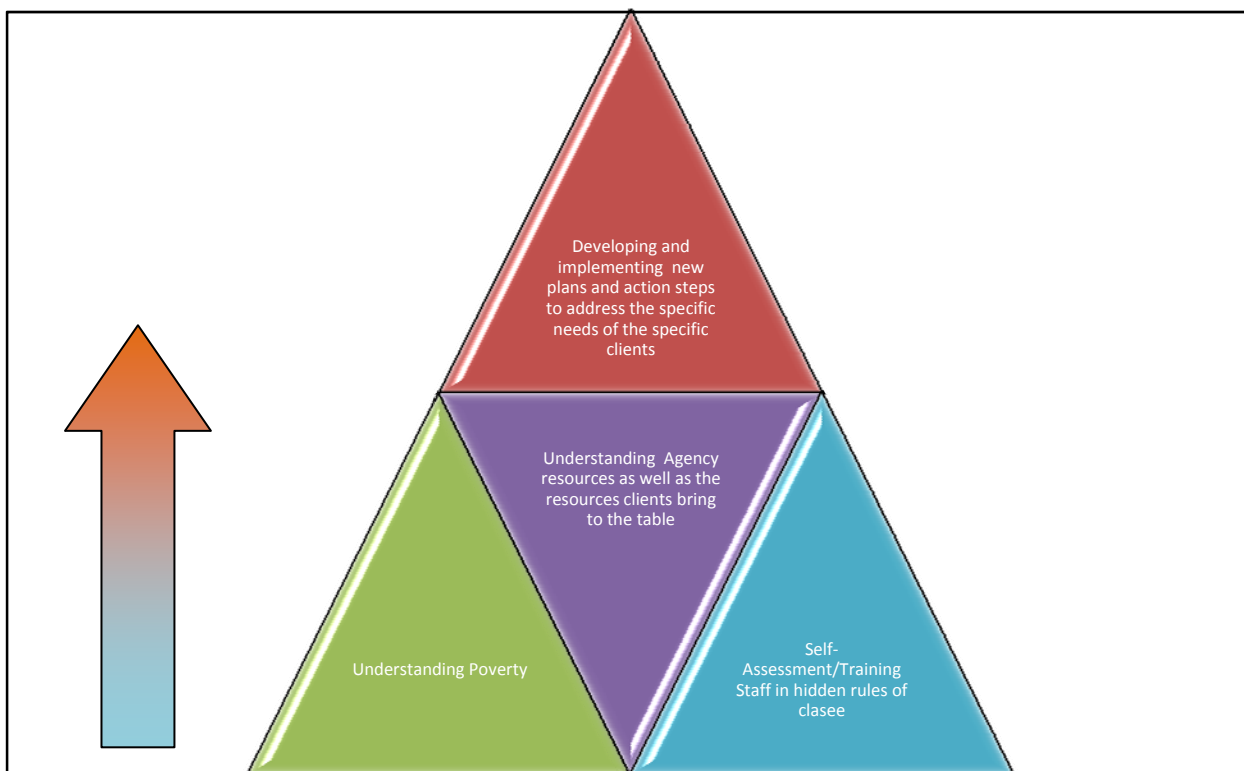 Developing and
implementing new
plans and action steps
to address the specific
needs of the specific
clients
Understanding Agency
resources as well as the
resources clients bring
to the table
Understanding Poverty
Self-
Assessment/Training
Staff in hidden rules of
clasee